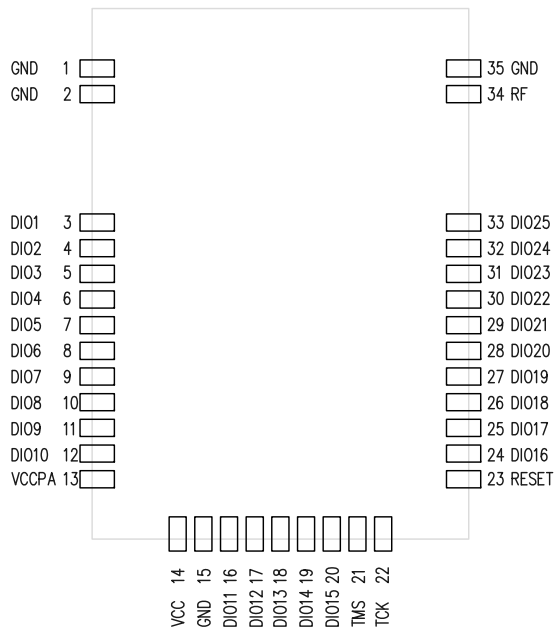 GND 1 35 GND
GND 2 34 RF
DIO1 3 33 DIO25
DIO2 4 32 DIO24
DIO3 5 31 DIO23
DIO4 6 30 DIO22
DIO5 7 29 DIO21
DIO6 8 28 DIO20
DIO7 9 27 DIO19
DIO8 10 26 DIO18
DIO9 11 25 DIO17
DIO10 12 24 DIO16
VCCPA 13 23 RESET
VCC 14
GND 15
DIO11 16
DIO12 17
DIO13 18
DIO14 19
DIO15 20
TMS 21
TCK 22